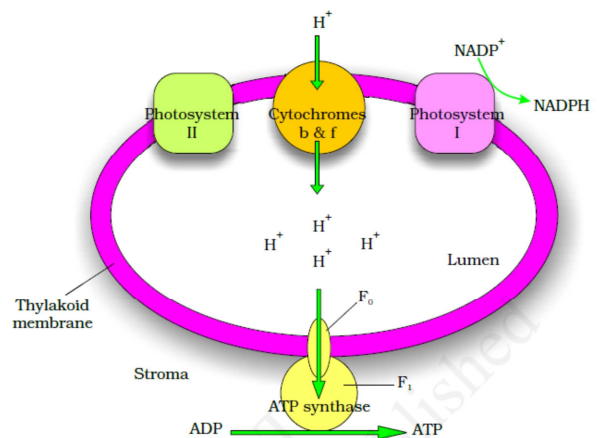 H+
NADP+
NADPH
Photosystem
II
Cytochromes
b & f
Photosystem
I
H+
H+
H+
H+
Lumen
Thylakoid
membrane
F0
Stroma
F1
ATP synthase
ADP
ATP